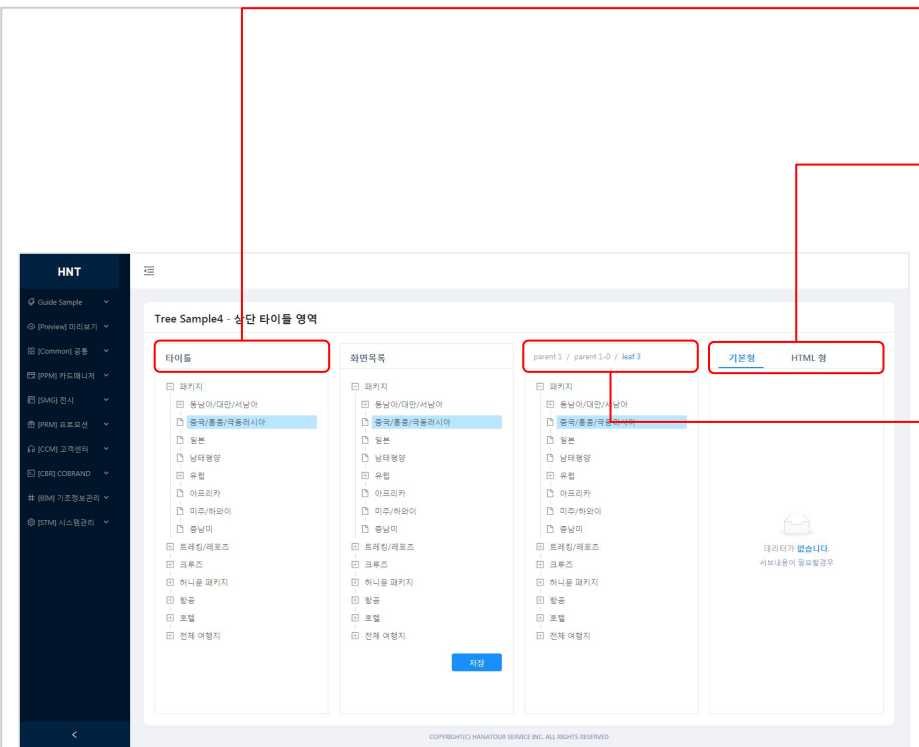 HNT
Guide Sample
[Preview] 미리보기
[Common] 공통
[PPM] 카드매니저
[SMG] 전시
[PRM] 프로모션
[CCM] 고객센터
[CBR] COBRAND
[BIM] 기초정보관리
[STM] 시스템관리
Tree Sample4 - 상단 타이틀 영역
타이틀
패키지
동남아/대만/서남아
중국/홍콩/극동러시아
일본
남태평양
유럽
아프리카
미주/하와이
중남미
트레킹/레포츠
크루즈
허니문 패키지
항공
호텔
전체 여행지
화면목록
패키지
동남아/대만/서남아
중국/홍콩/극동러시아
일본
남태평양
유럽
아프리카
미주/하와이
중남미
트레킹/레포츠
크루즈
허니문 패키지
항공
호텔
전체 여행지
저장
parent 1 / parent 1-0 / leaf 3
패키지
동남아/대만/서남아
중국/홍콩/극동러시아
일본
남태평양
유럽
아프리카
미주/하와이
중남미
트레킹/레포츠
크루즈
허니문 패키지
항공
호텔
전체 여행지
기본형 HTML 형
데이터가 없습니다.
서브내용이 필요할경우
COPYRIGHT(C) HANATOUR SERVICE INC. ALL RIGHTS RESERVED